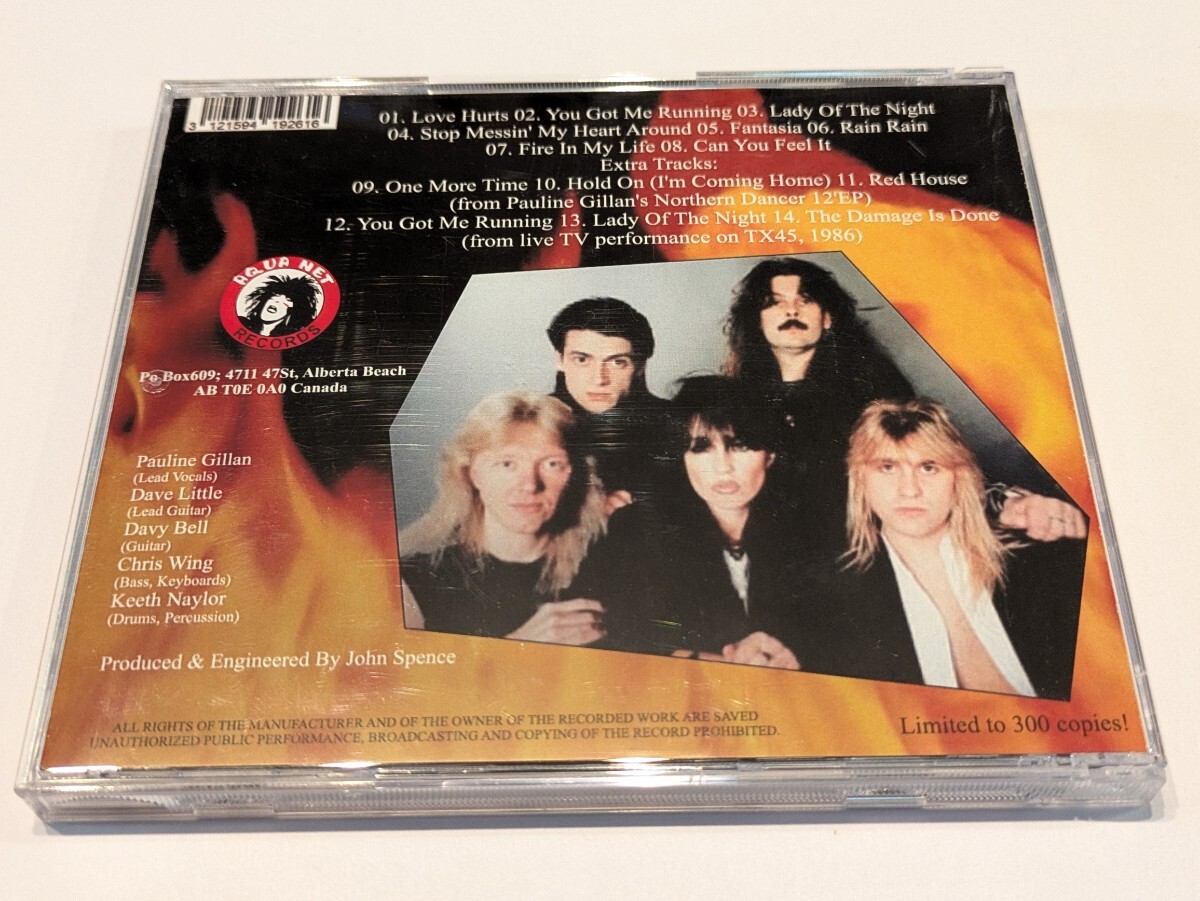 3 121594 192616
01. Love Hurts 02. You Got Me Running 03. Lady Of The Night
04. Stop Messin' My Heart Around 05. Fantasia 06. Rain Rain
07. Fire In My Life 08. Can You Feel It
Extra Tracks:
09. One More Time 10. Hold On (I'm Coming Home) 11. Red House
(from Pauline Gillan's Northern Dancer 12'EP)
12. You Got Me Running 13. Lady Of The Night 14. The Damage Is Done
(from live TV performance on TX45, 1986)
AQUA NET
RECORDS
Po Box609; 4711 47St, Alberta Beach
AB T0E 0A0 Canada
Pauline Gillan
(Lead Vocals)
Dave Little
(Lead Guitar)
Davy Bell
(Guitar)
Chris Wing
(Bass, Keyboards)
Keeth Naylor
(Drums, Percussion)
Produced & Engineered By John Spence
ALL RIGHTS OF THE MANUFACTURER AND OF THE OWNER OF THE RECORDED WORK ARE SAVED
UNAUTHORIZED PUBLIC PERFORMANCE, BROADCASTING AND COPYING OF THE RECORD PROHIBITED.
Limited to 300 copies!